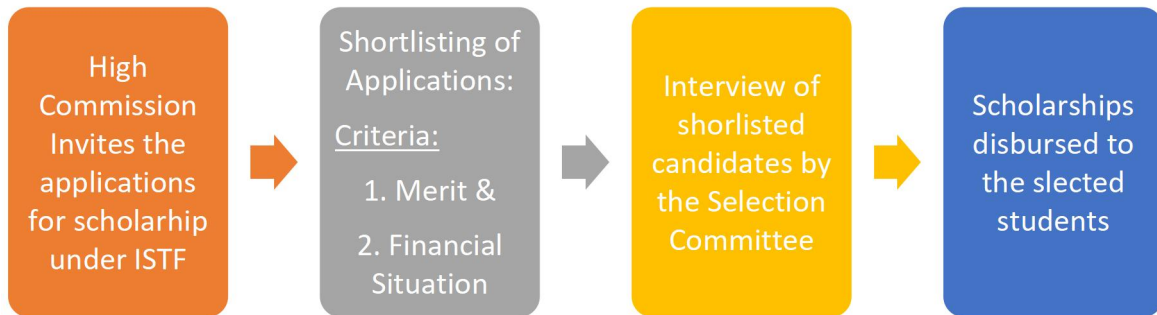 High
Commission
Invites the
applications
for scholarhip
under ISTF
Shortlisting of
Applications:
Criteria:
1. Merit &
2. Financial
Situation
Interview of
shorlisted
candidates by
the Selection
Committee
Scholarships
disbursed to
the slected
students